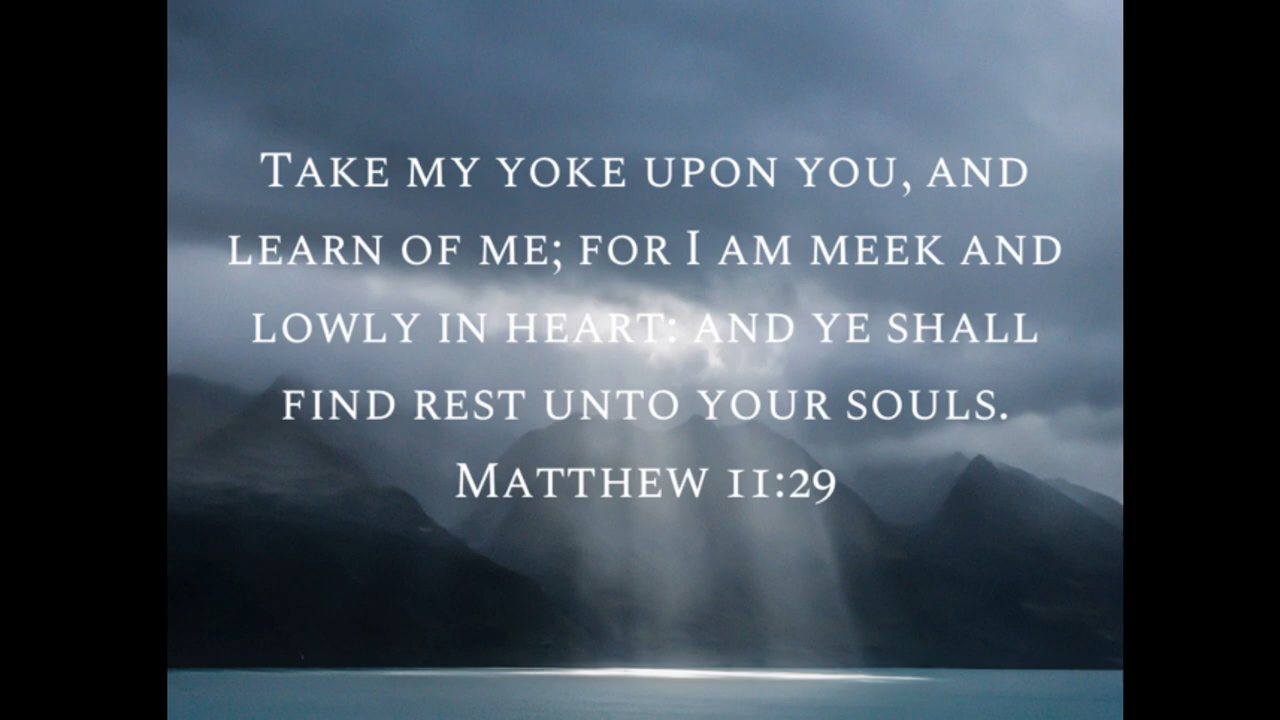 Take my yoke upon you, and
learn of me; for I am meek and
lowly in heart: and ye shall
find rest unto your souls.
Matthew 11:29